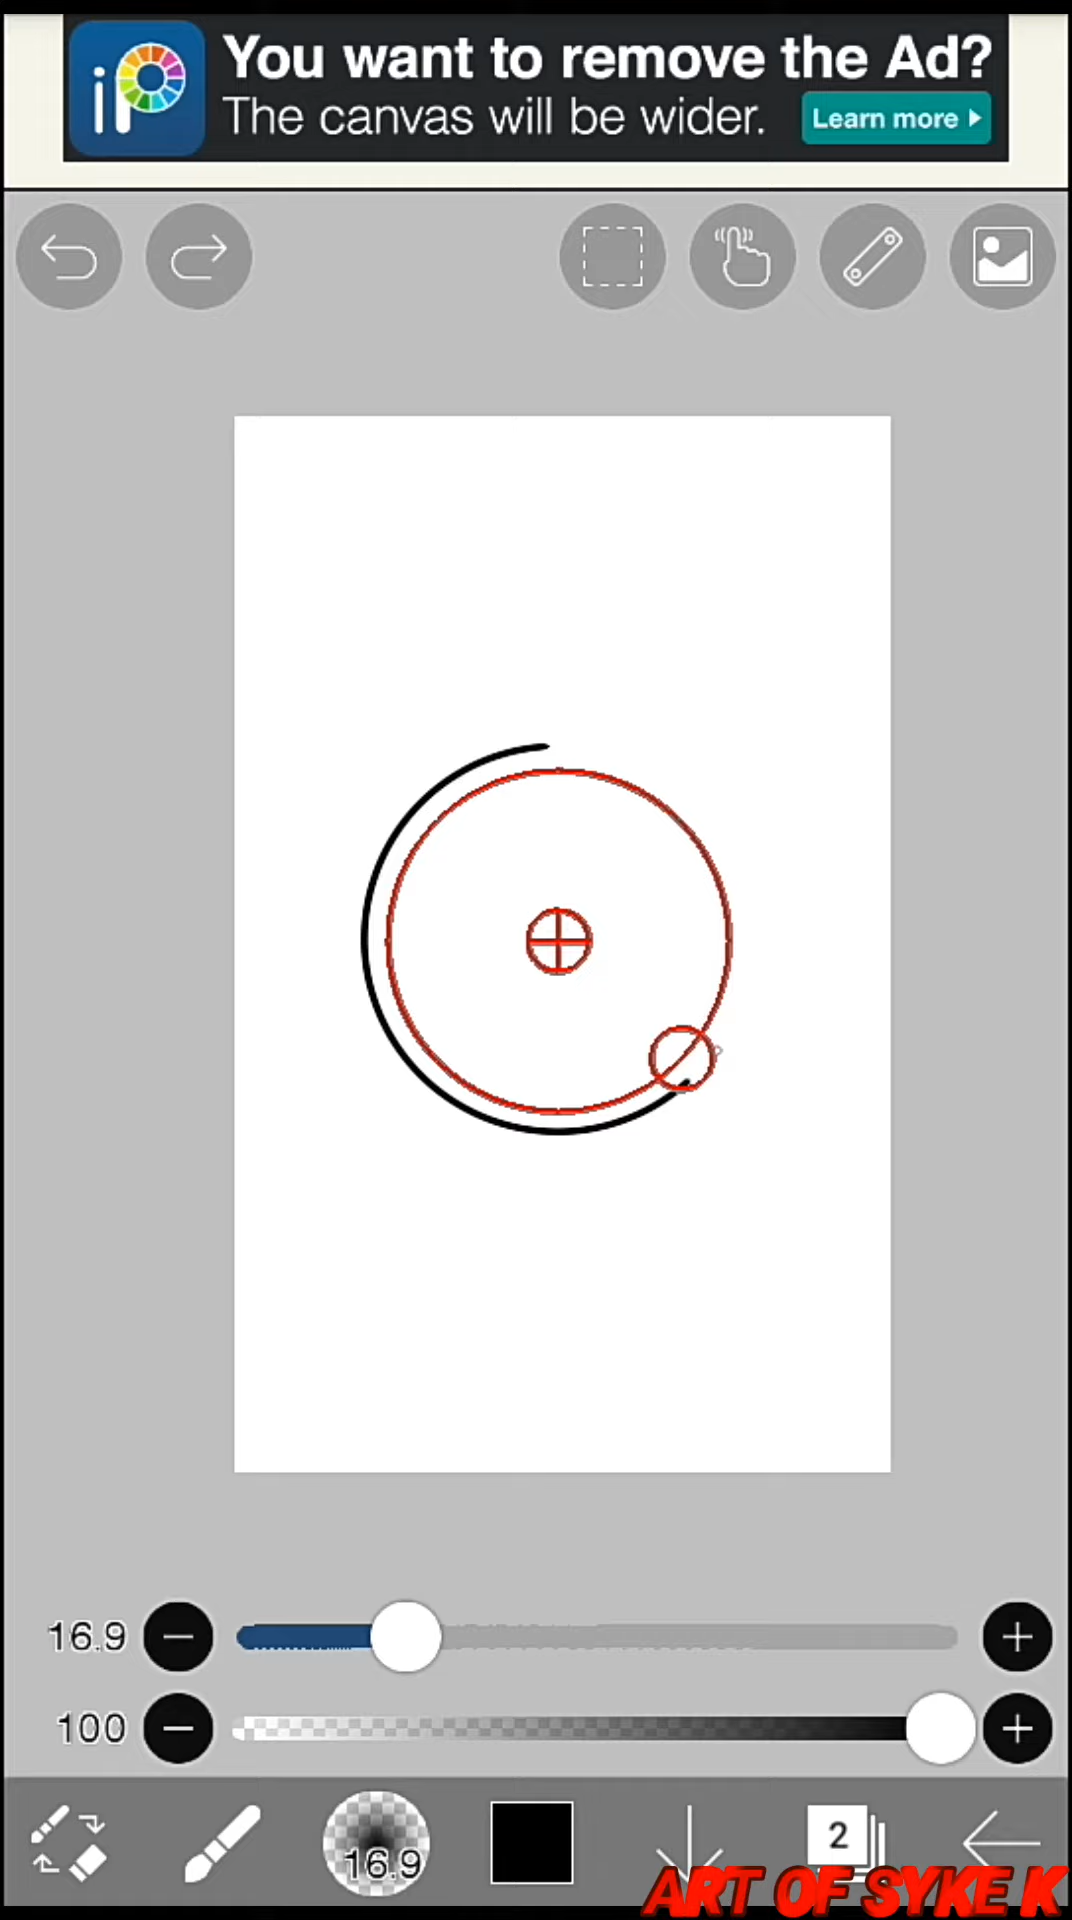 iP
You want to remove the Ad?
The canvas will be wider.
Learn more
16.9
100
16.9
2
ART OF SYKE K